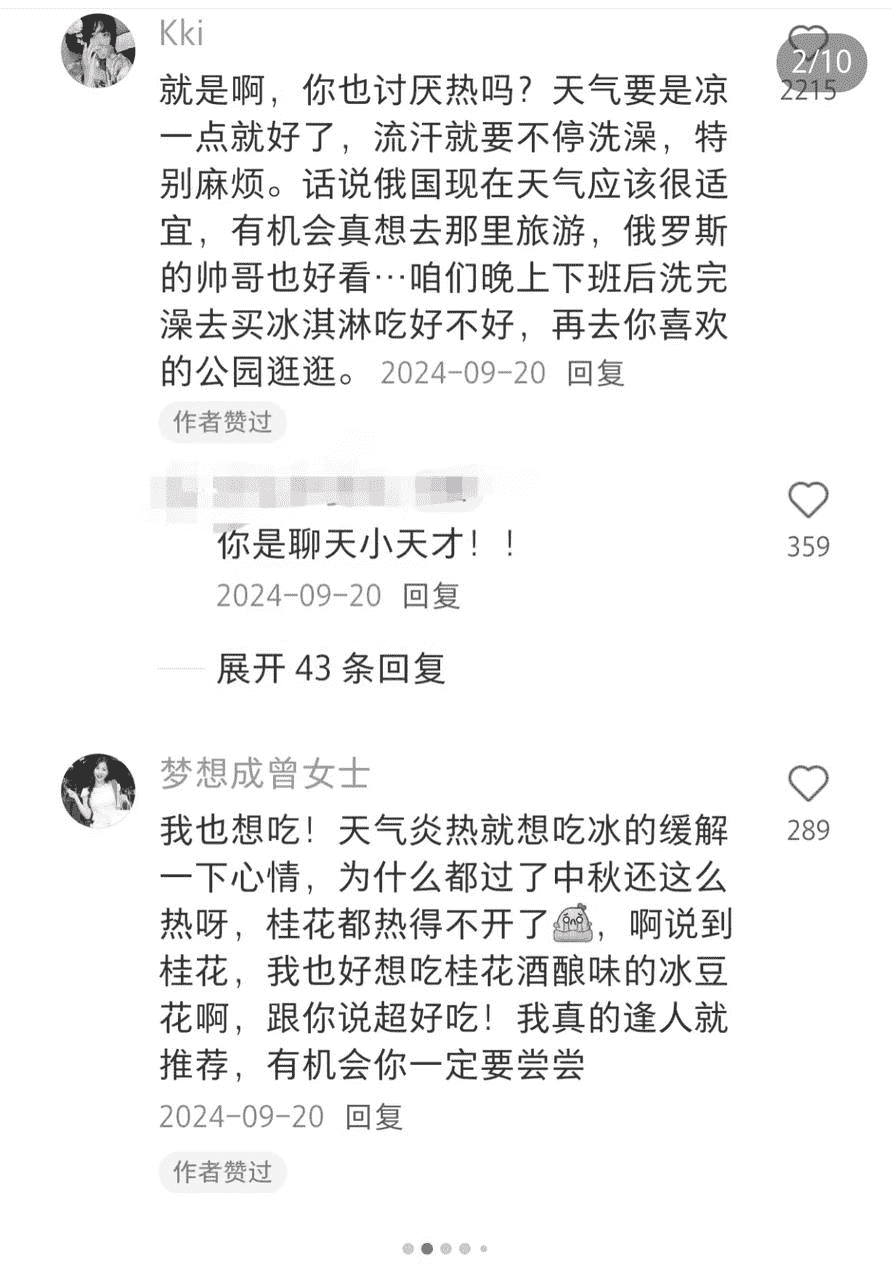 Kki
2/10
2215
就是啊，你也讨厌热吗？天气要是凉
一点就好了，流汗就要不停洗澡，特
别麻烦。话说俄国现在天气应该很适
宜，有机会真想去那里旅游，俄罗斯
的帅哥也好看…咱们晚上下班后洗完
澡去买冰淇淋吃好不好，再去你喜欢
的公园逛逛。 2024-09-20 回复
作者赞过
你是聊天小天才！！
359
2024-09-20 回复
展开 43 条回复
梦想成曾女士
289
我也想吃！天气炎热就想吃冰的缓解
一下心情，为什么都过了中秋还这么
热呀，桂花都热得不开了，啊说到
桂花，我也好想吃桂花酒酿味的冰豆
花啊，跟你说超好吃！我真的逢人就
推荐，有机会你一定要尝尝
2024-09-20 回复
作者赞过